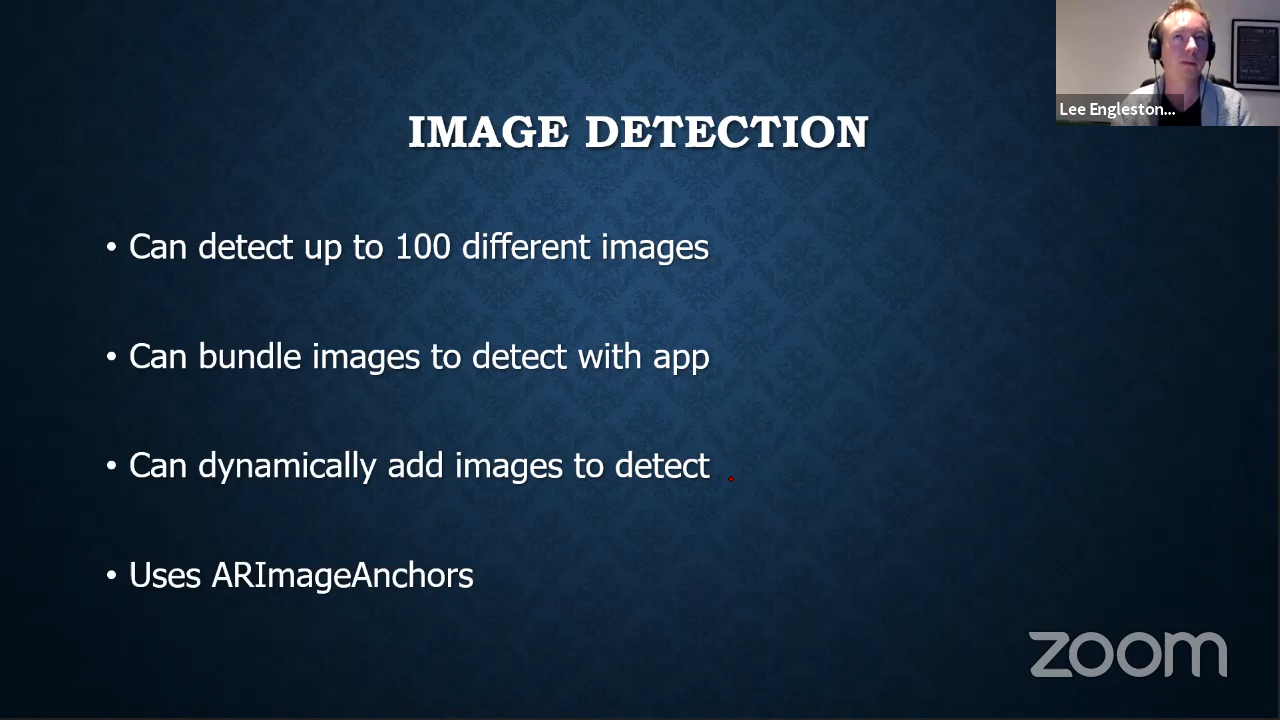 IMAGE DETECTION
Lee Engleston...
• Can detect up to 100 different images
• Can bundle images to detect with app
• Can dynamically add images to detect
• Uses ARImageAnchors
zoom